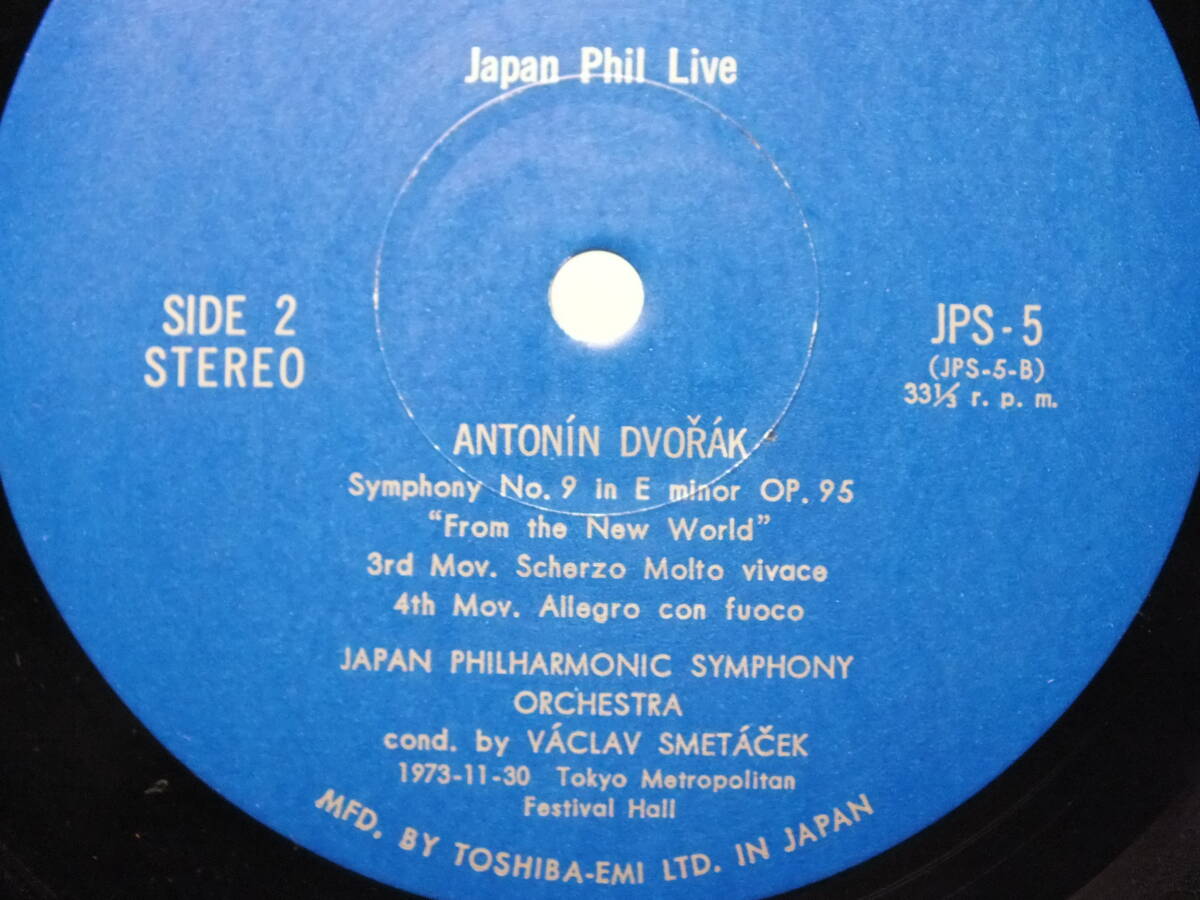 Japan Phil Live
SIDE 2
STEREO
JPS-5
(JPS-5-B)
33⅓ r. p. m.
ANTONÍN DVOŘÁK
Symphony No. 9 in E minor OP. 95
“From the New World”
3rd Mov. Scherzo Molto vivace
4th Mov. Allegro con fuoco
JAPAN PHILHARMONIC SYMPHONY
ORCHESTRA
cond. by VÁCLAV SMETÁČEK
1973-11-30 Tokyo Metropolitan
Festival Hall
MFD. BY TOSHIBA-EMI LTD. IN JAPAN